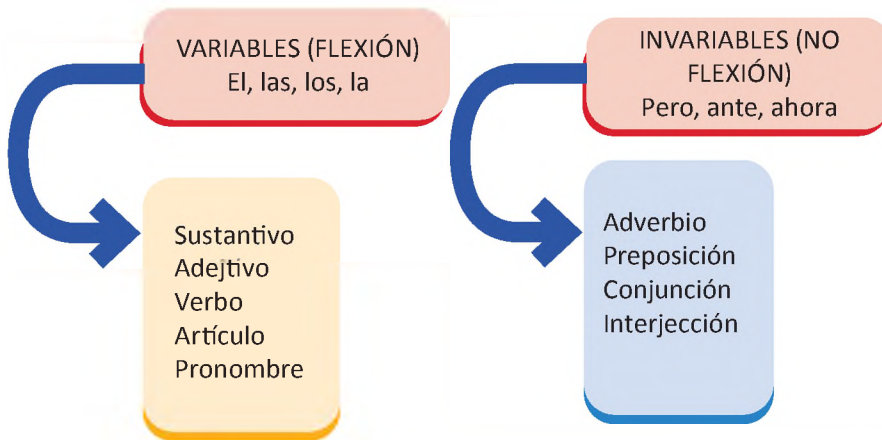 VARIABLES (FLEXIÓN)
El, las, los, la
Sustantivo
Adejtivo
Verbo
Artículo
Pronombre
INVARIABLES (NO
FLEXIÓN)
Pero, ante, ahora
Adverbio
Preposición
Conjunción
Interjección